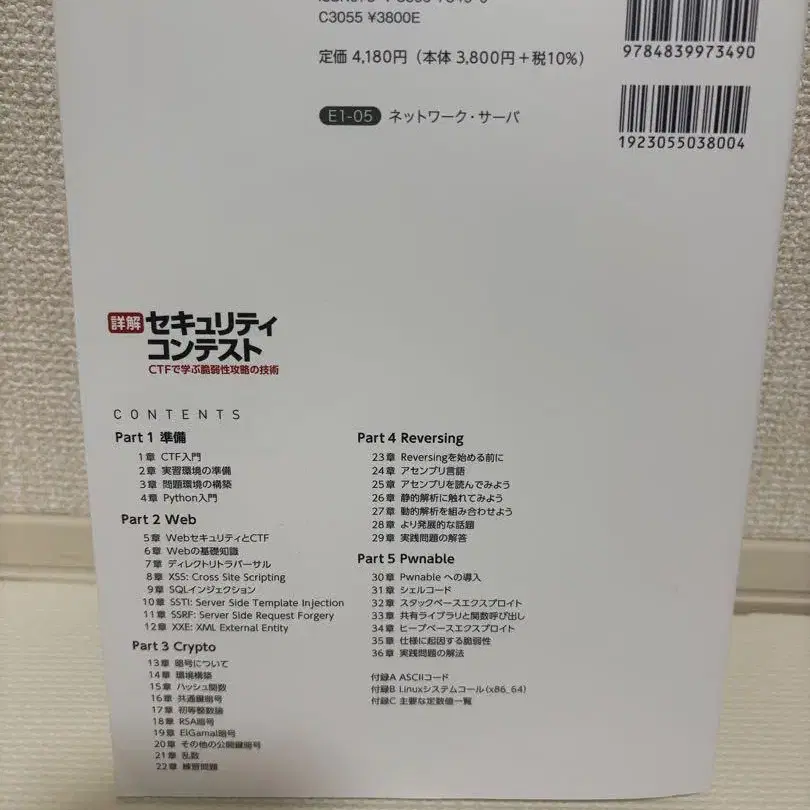 C3055 ¥3800E
定価 4,180円(本体 3,800円+税10%)
9784839973490
E1-05 ネットワーク・サーバ
1923055038004
詳解 セキュリティ
コンテスト
CTFで学ぶ脆弱性攻略の技術
CONTENTS
Part 1 準備
1章 CTF入門
2章 実習環境の準備
3章 問題環境の構築
4章 Python入門
Part 2 Web
5章 WebセキュリティとCTF
6章 Webの基礎知識
7章 ディレクトリトラバーサル
8章 XSS: Cross Site Scripting
9章 SQLインジェクション
10章 SSTI: Server Side Template Injection
11章 SSRF: Server Side Request Forgery
12章 XXE: XML External Entity
Part 3 Crypto
13章 暗号について
14章 環境構築
15章 ハッシュ関数
16章 共通鍵暗号
17章 初等整数論
18章 RSA暗号
19章 ElGamal暗号
20章 その他の公開鍵暗号
21章 乱数
22章 練習問題
Part 4 Reversing
23章 Reversingを始める前に
24章 アセンブリ言語
25章 アセンブリを読んでみよう
26章 静的解析に触れてみよう
27章 動的解析を組み合わせよう
28章 より発展的な話題
29章 実践問題の解答
Part 5 Pwnable
30章 Pwnable への導入
31章 シェルコード
32章 スタックベースエクスプロイト
33章 共有ライブラリと関数呼び出し
34章 ヒープベースエクスプロイト
35章 仕様に起因する脆弱性
36章 実践問題の解法
付録A ASCIIコード
付録B Linuxシステムコール(x86_64)
付録C 主要な定数値一覧